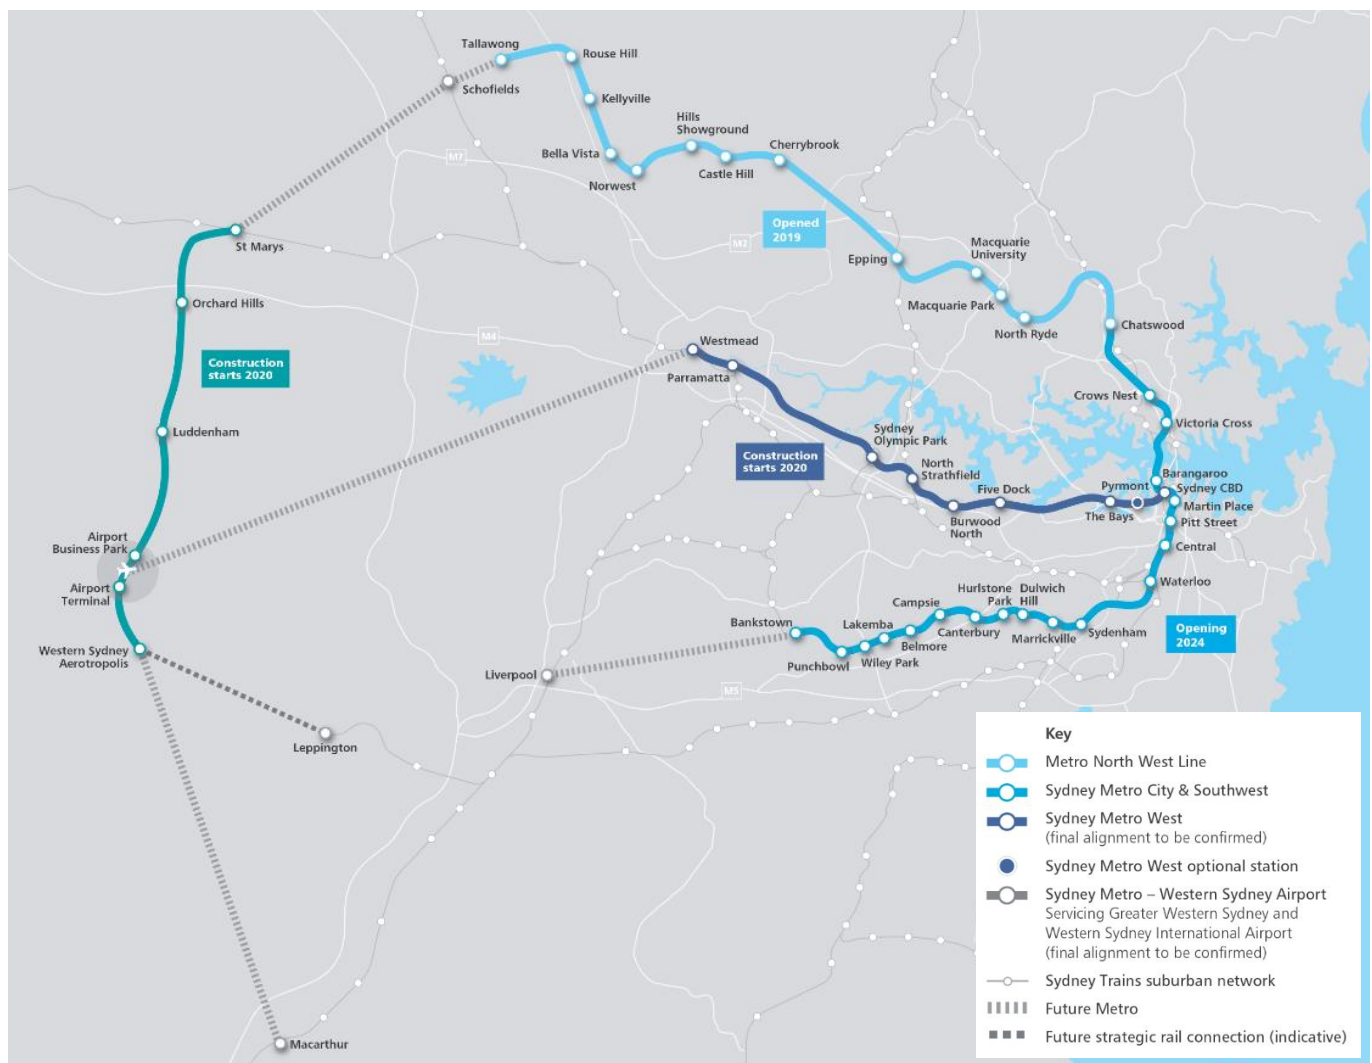 Tallawong
Rouse Hill
Schofields
Kellyville
Hills
Showground
Cherrybrook
Bella Vista
Castle Hill
Norwest
M7
Opened
2019
M2
St Marys
Epping
Macquarie
University
Macquarie Park
North Ryde
Chatswood
Orchard Hills
M4
Westmead
Parramatta
Construction
starts 2020
Crows Nest
Victoria Cross
Luddenham
Sydney
Olympic Park
Construction
starts 2020
North
Strathfield
Barangaroo
Pyrmont
Sydney CBD
Five Dock
Martin Place
The Bays
Burwood
North
Pitt Street
Airport
Business Park
Central
Airport
Terminal
Waterloo
Hurlstone
Park
Dulwich
Hill
Campsie
Bankstown
Lakemba
Canterbury
Marrickville
Sydenham
Belmore
Opening
2024
Western Sydney
Aerotropolis
Punchbowl
Wiley Park
Liverpool
M5
Leppington
Macarthur
Key
Metro North West Line
Sydney Metro City & Southwest
Sydney Metro West
(final alignment to be confirmed)
Sydney Metro West optional station
Sydney Metro – Western Sydney Airport
Servicing Greater Western Sydney and
Western Sydney International Airport
(final alignment to be confirmed)
Sydney Trains suburban network
Future Metro
Future strategic rail connection (indicative)